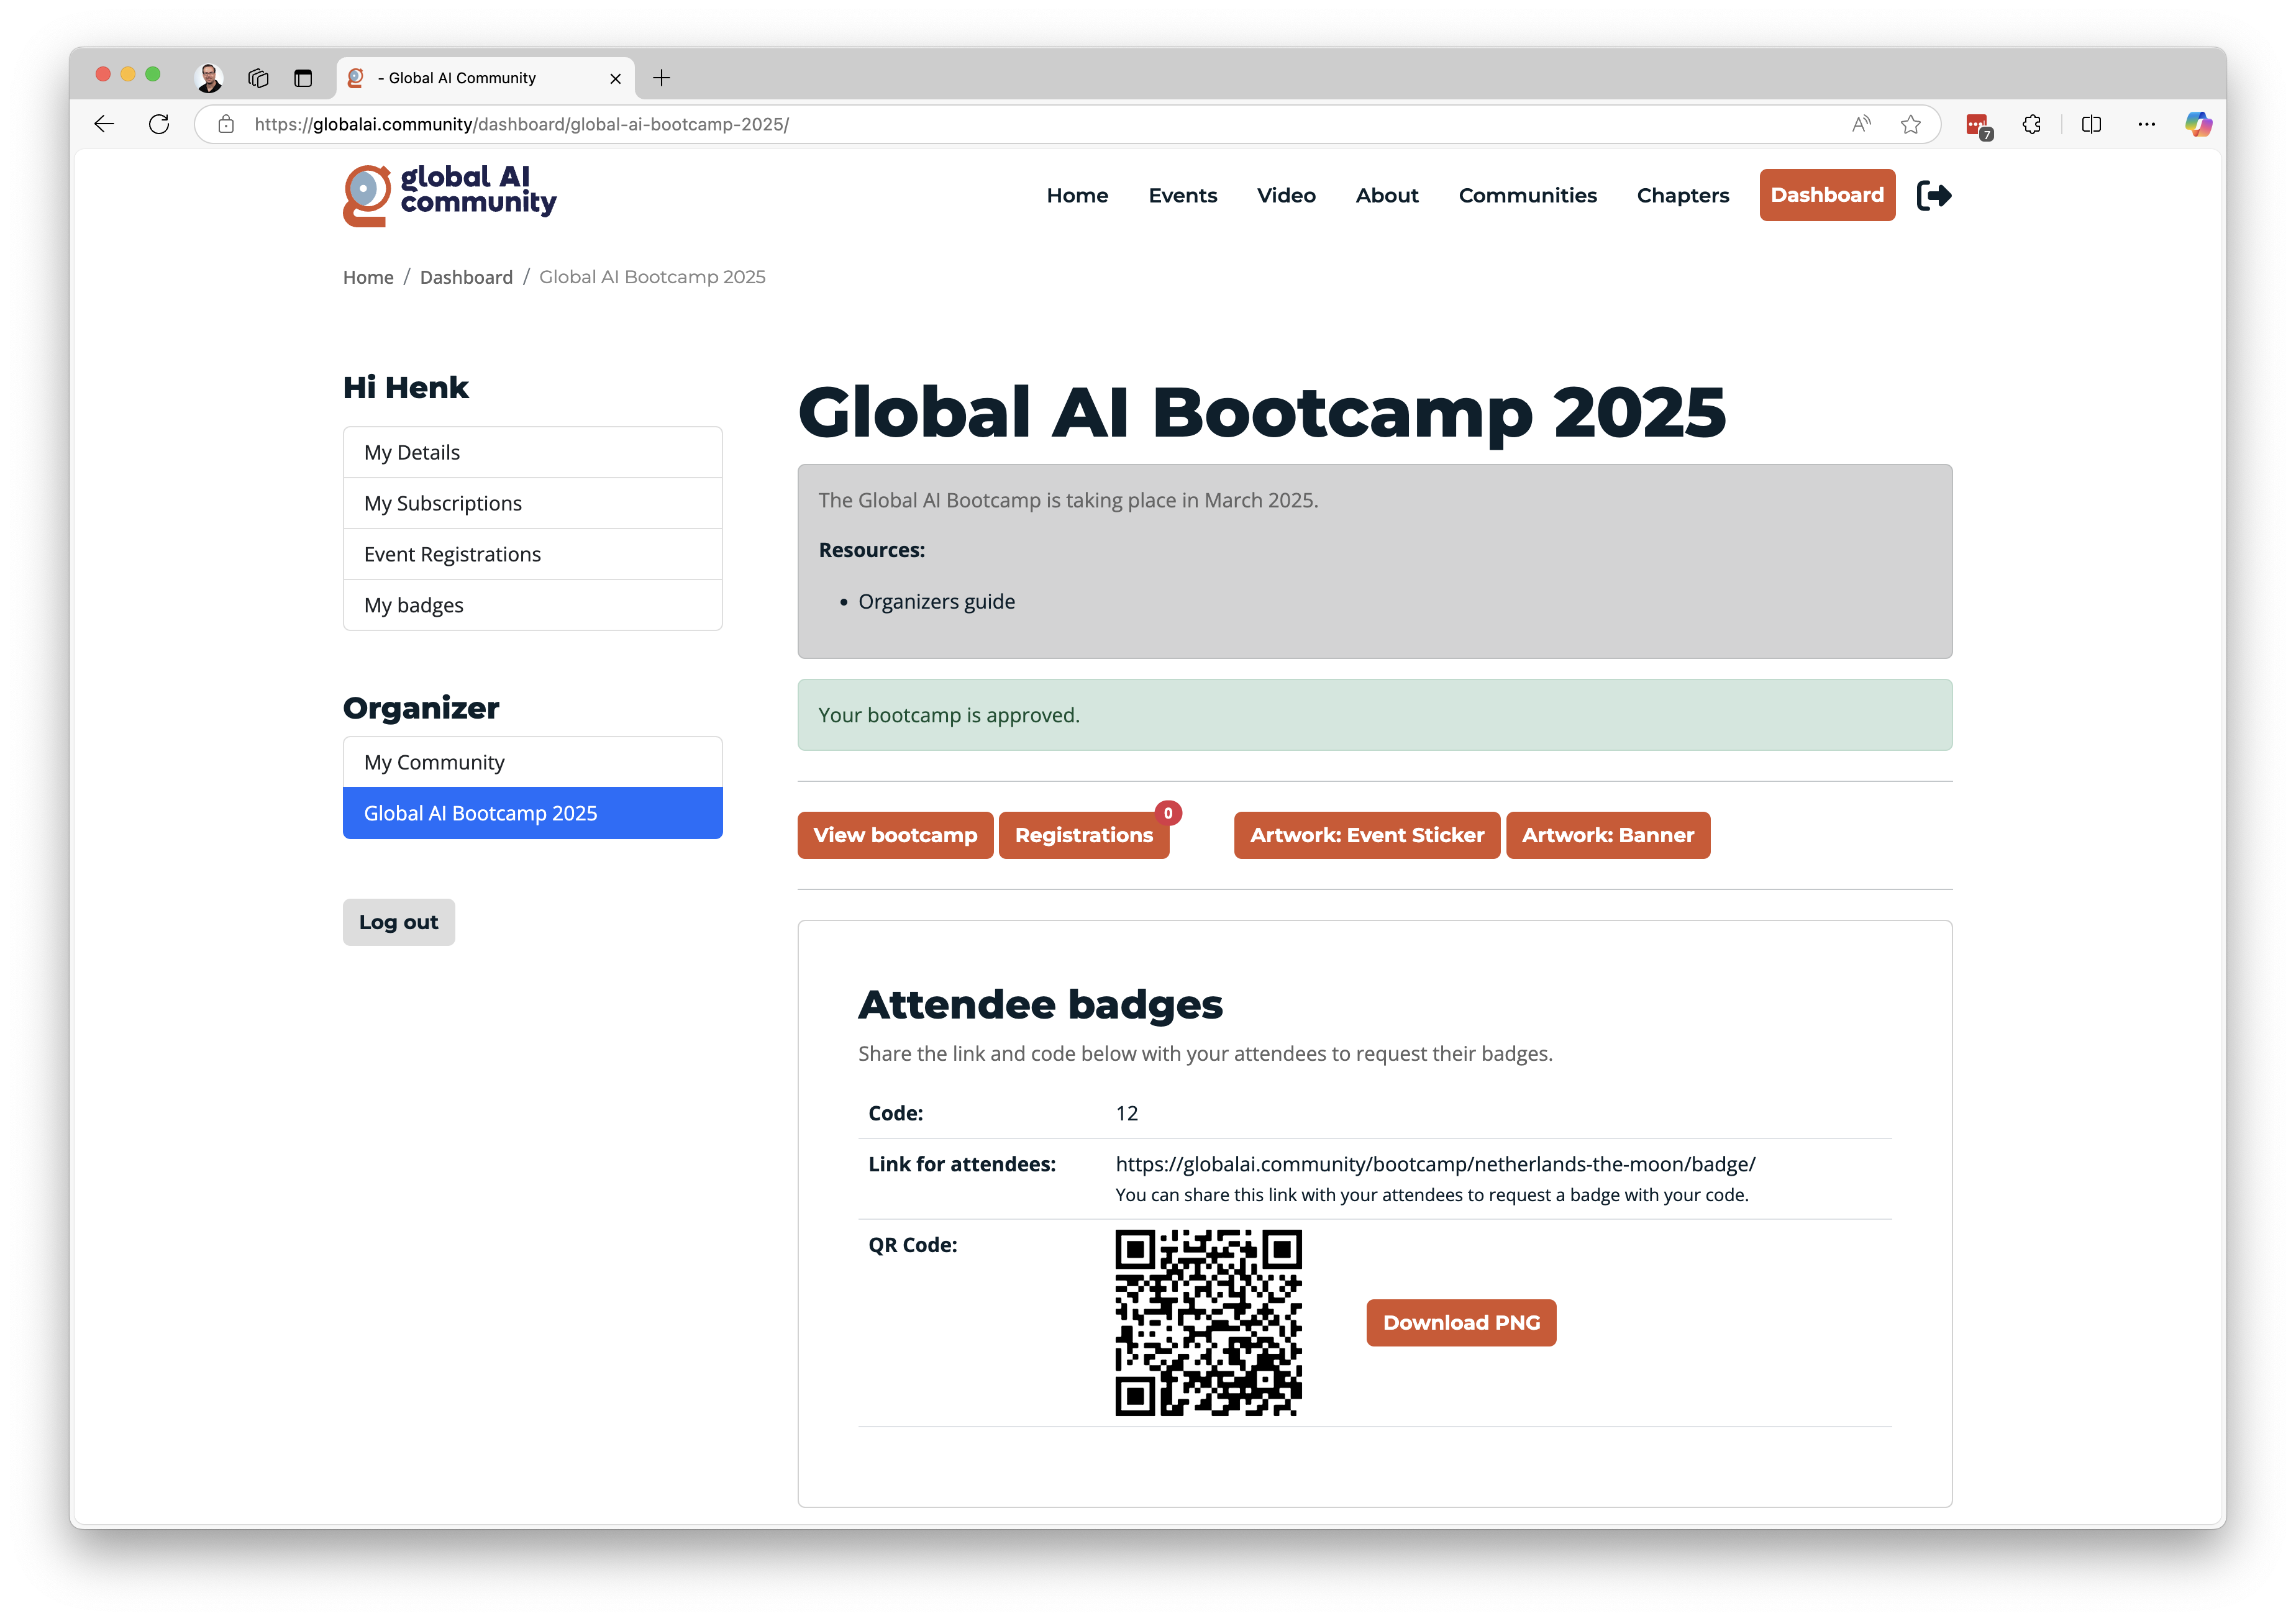 - Global AI Community
https://globalai.community/dashboard/global-ai-bootcamp-2025/
7
global AI
community
Home
Events
Video
About
Communities
Chapters
Dashboard
Home / Dashboard / Global AI Bootcamp 2025
Hi Henk
My Details
My Subscriptions
Event Registrations
My badges
Organizer
My Community
Global AI Bootcamp 2025
Log out
Global AI Bootcamp 2025
The Global AI Bootcamp is taking place in March 2025.
Resources:
• Organizers guide
Your bootcamp is approved.
View bootcamp
Registrations
0
Artwork: Event Sticker
Artwork: Banner
Attendee badges
Share the link and code below with your attendees to request their badges.
Code: 12
Link for attendees: https://globalai.community/bootcamp/netherlands-the-moon/badge/
You can share this link with your attendees to request a badge with your code.
QR Code:
Download PNG